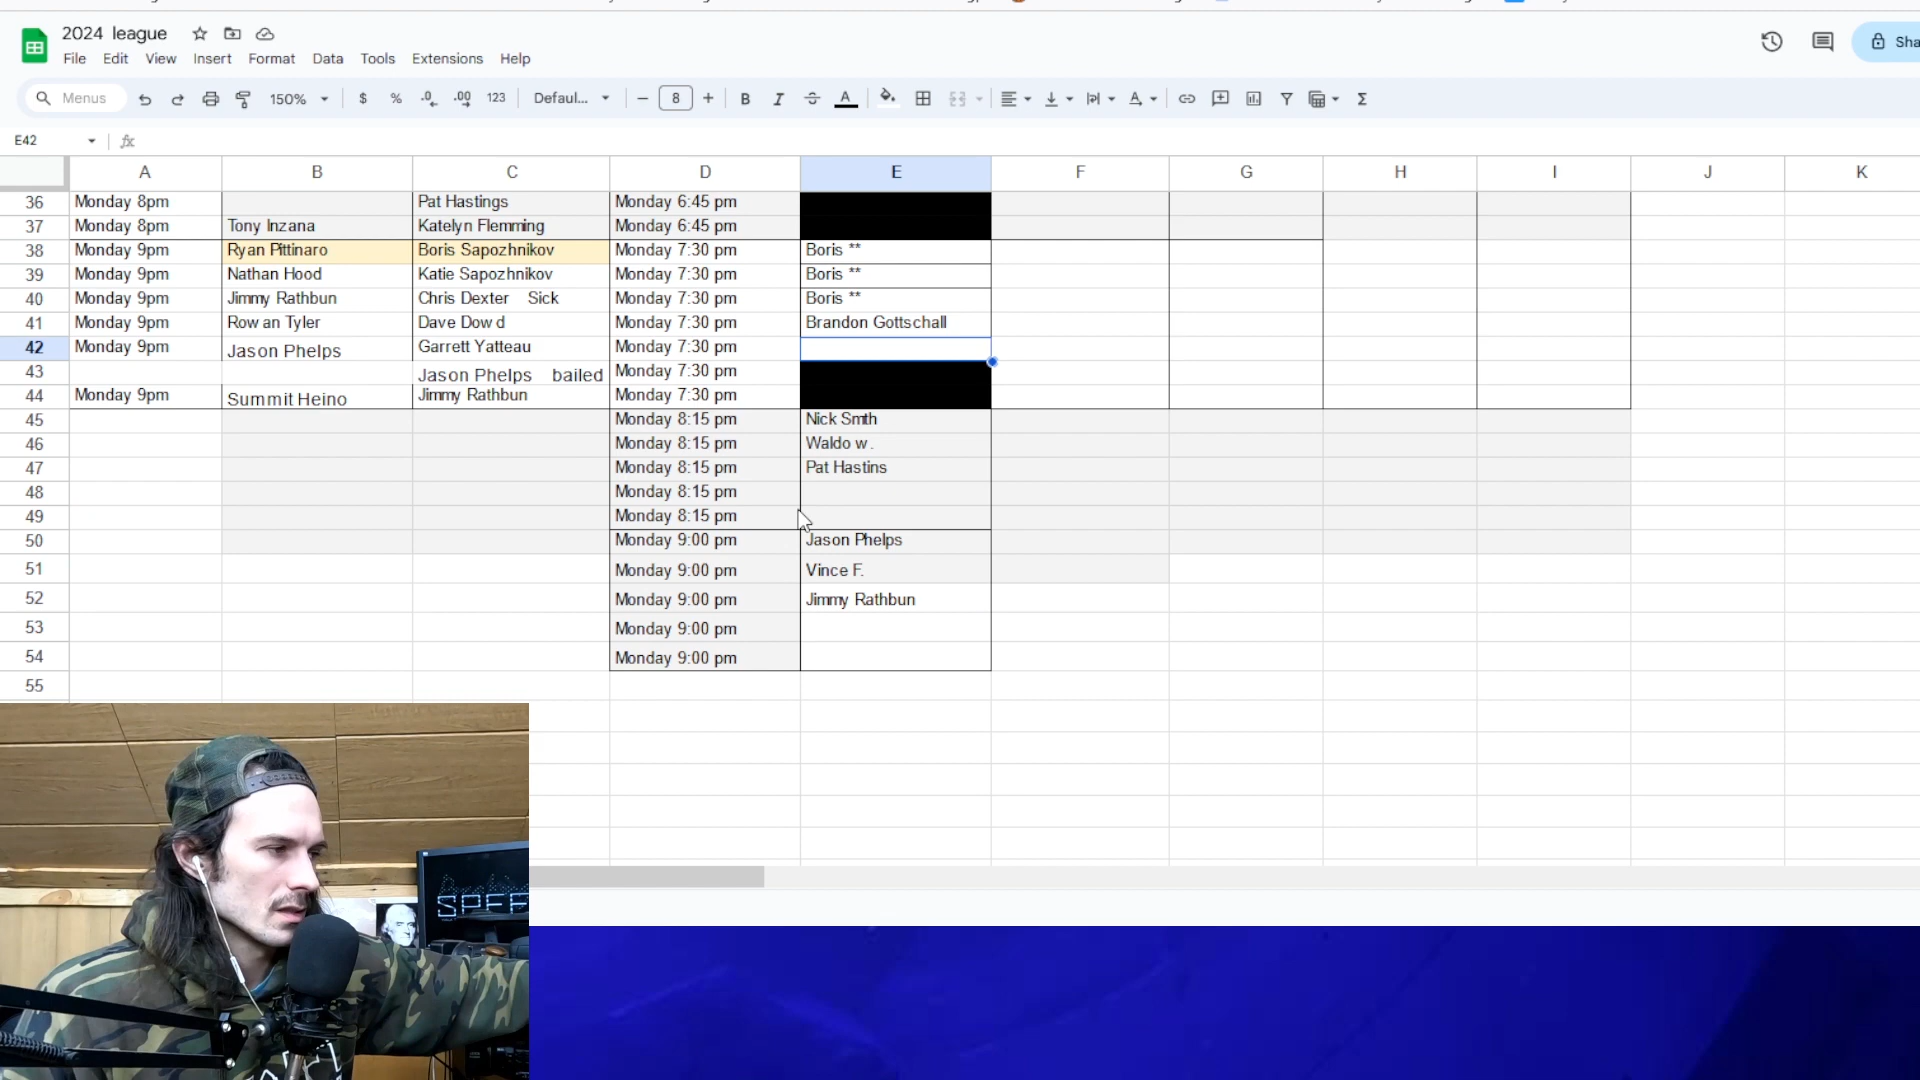 2024 league
Sha
File Edit View Insert Format Data Tools Extensions Help
Menus 150% $ % .0 .00 123 Defaul... 8 B I A
E42 fx
A B C D E F G H I J K
36 Monday 8pm Pat Hastings Monday 6:45 pm
37 Monday 8pm Tony Inzana Katelyn Flemming Monday 6:45 pm
38 Monday 9pm Ryan Pittinaro Boris Sapozhnikov Monday 7:30 pm Boris **
39 Monday 9pm Nathan Hood Katie Sapozhnikov Monday 7:30 pm Boris **
40 Monday 9pm Jimmy Rathbun Chris Dexter Sick Monday 7:30 pm Boris **
41 Monday 9pm Rowan Tyler Dave Dowd Monday 7:30 pm Brandon Gottschall
42 Monday 9pm Jason Phelps Garrett Yatteau Monday 7:30 pm
43 Jason Phelps bailed Monday 7:30 pm
44 Monday 9pm Summit Heino Jimmy Rathbun Monday 7:30 pm
45 Monday 8:15 pm Nick Smth
46 Monday 8:15 pm Waldo w.
47 Monday 8:15 pm Pat Hastins
48 Monday 8:15 pm
49 Monday 8:15 pm
50 Monday 9:00 pm Jason Phelps
51 Monday 9:00 pm Vince F.
52 Monday 9:00 pm Jimmy Rathbun
53 Monday 9:00 pm
54 Monday 9:00 pm
55